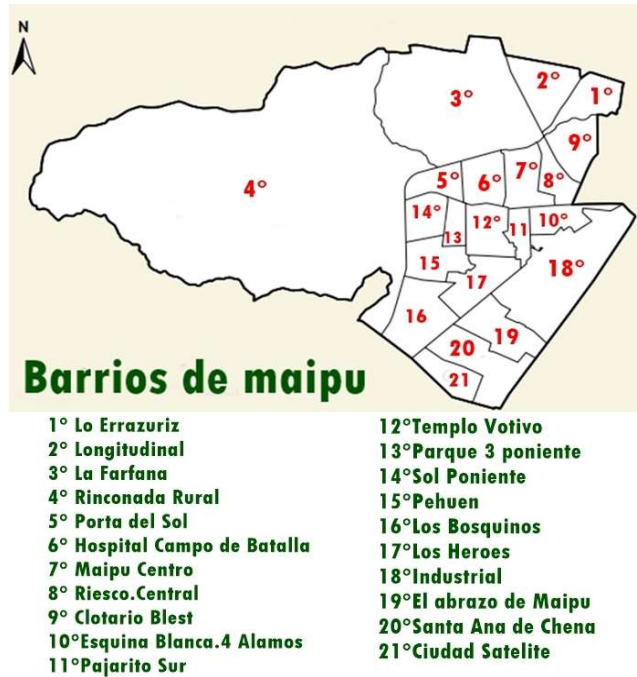 N
2°
1°
3°
9°
7°
5°
6°
8°
4°
14°
12°
10°
13
11
15
18°
17
16
19
20
21
Barrios de maipu
1° Lo Errazuriz
2° Longitudinal
3° La Farfana
4° Rinconada Rural
5° Porta del Sol
6° Hospital Campo de Batalla
7° Maipu Centro
8° Riesco.Central
9° Clotario Blest
10°Esquina Blanca.4 Alamos
11°Pajarito Sur
12°Templo Votivo
13°Parque 3 poniente
14°Sol Poniente
15°Pehuen
16°Los Bosquinos
17°Los Heroes
18°Industrial
19°El abrazo de Maipu
20°Santa Ana de Chena
21°Ciudad Satelite